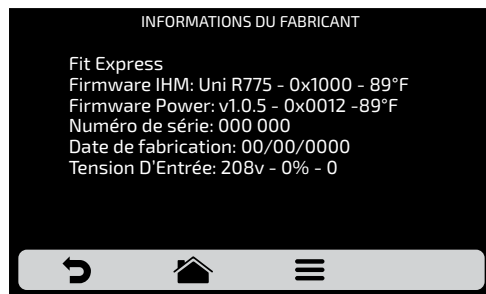 INFORMATIONS DU FABRICANT
Fit Express
Firmware IHM: Uni R775 - 0x1000 - 89°F
Firmware Power: v1.0.5 - 0x0012 -89°F
Numéro de série: 000 000
Date de fabrication: 00/00/0000
Tension D'Entrée: 208v - 0% - 0